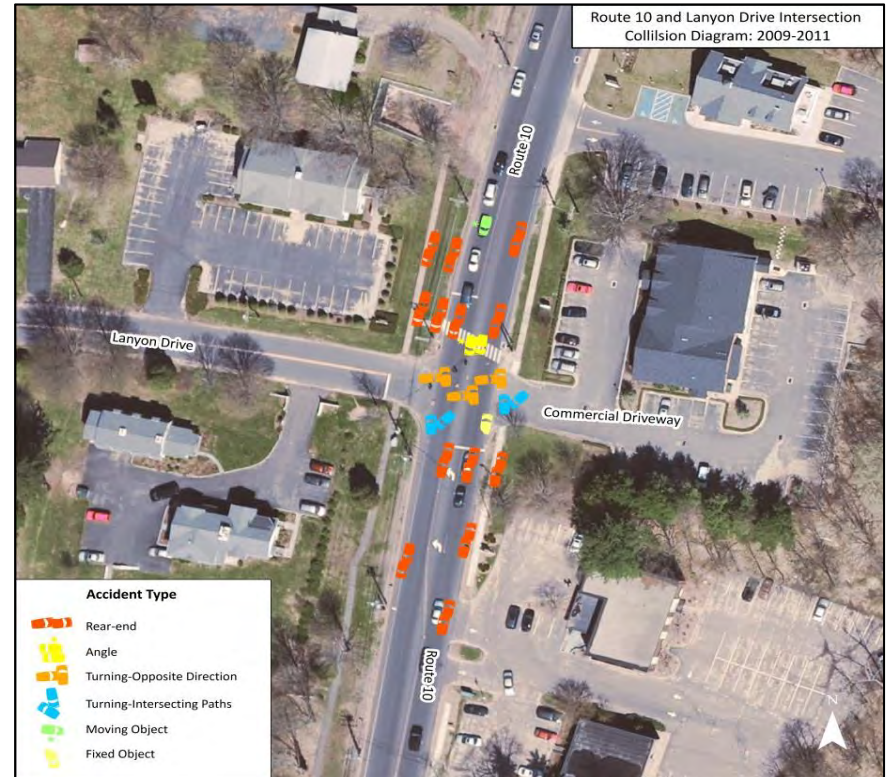 Route 10 and Lanyon Drive Intersection
Collilsion Diagram: 2009-2011
Route 10
Lanyon Drive
Commercial Driveway
Route 10
Accident Type
Rear-end
Angle
Turning-Opposite Direction
Turning-Intersecting Paths
Moving Object
Fixed Object
N